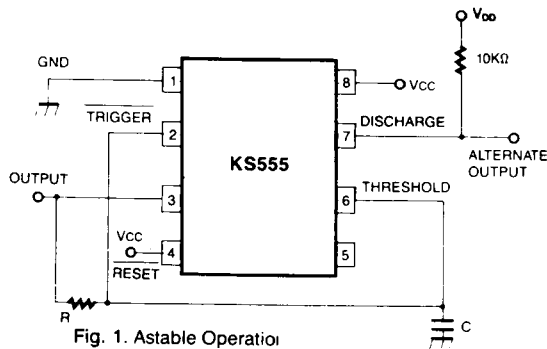 VDD
GND
10KΩ
1
8
VCC
TRIGGER
DISCHARGE
2
7
KS555
ALTERNATE
OUTPUT
OUTPUT
THRESHOLD
3
6
VCC
4
5
RESET
R
C
Fig. 1. Astable Operatio